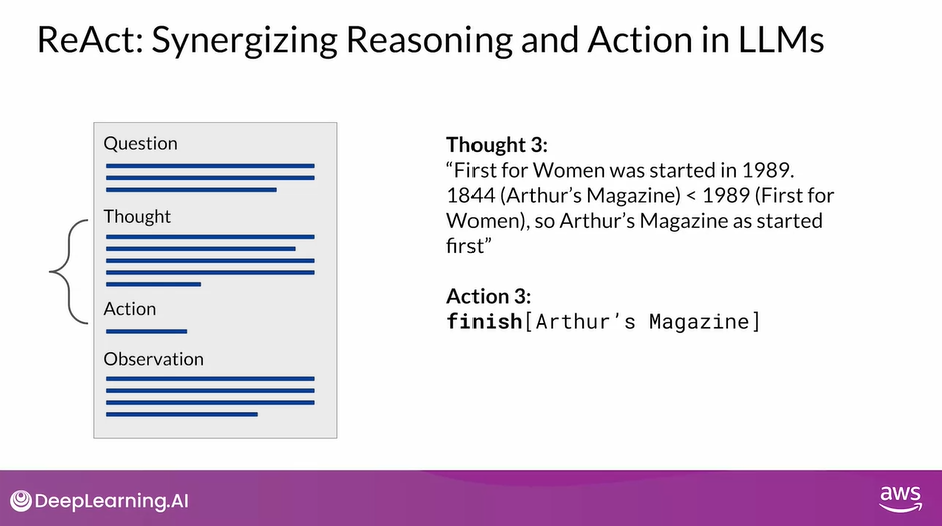 ReAct: Synergizing Reasoning and Action in LLMs
Question
Thought
Action
Observation
Thought 3:
“First for Women was started in 1989.
1844 (Arthur’s Magazine) < 1989 (First for
Women), so Arthur’s Magazine as started
first”
Action 3:
finish[Arthur’s Magazine]
DeepLearning.AI
aws